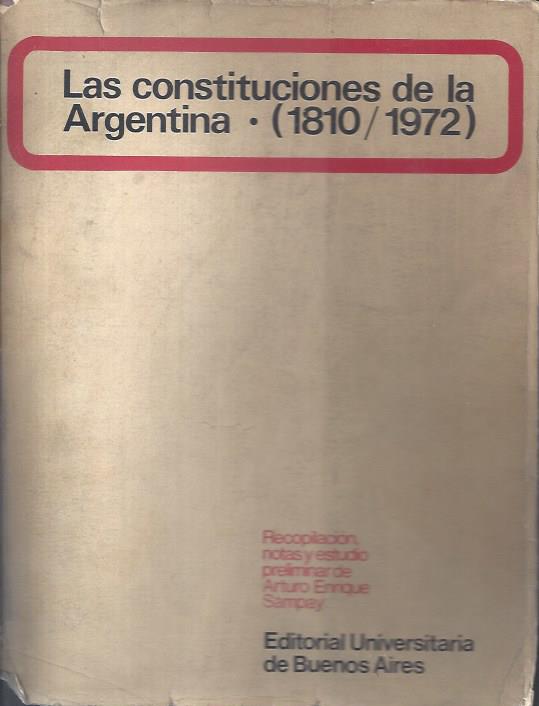 Las constituciones de la
Argentina • (1810/1972)
Recopilación,
notas y estudio
preliminar de
Arturo Enrique
Sampay
Editorial Universitaria
de Buenos Aires